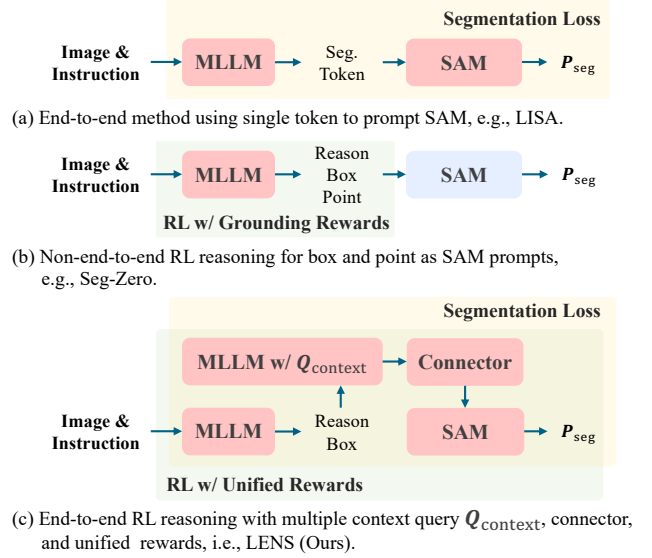 Segmentation Loss
Image & Instruction
MLLM
Seg. Token
SAM
P_seg
(a) End-to-end method using single token to prompt SAM, e.g., LISA.
Image & Instruction
MLLM
Reason Box Point
SAM
P_seg
RL w/ Grounding Rewards
(b) Non-end-to-end RL reasoning for box and point as SAM prompts,
e.g., Seg-Zero.
Segmentation Loss
MLLM w/ Q_context
Connector
Image & Instruction
MLLM
Reason Box
SAM
P_seg
RL w/ Unified Rewards
(c) End-to-end RL reasoning with multiple context query Q_context, connector,
and unified rewards, i.e., LENS (Ours).